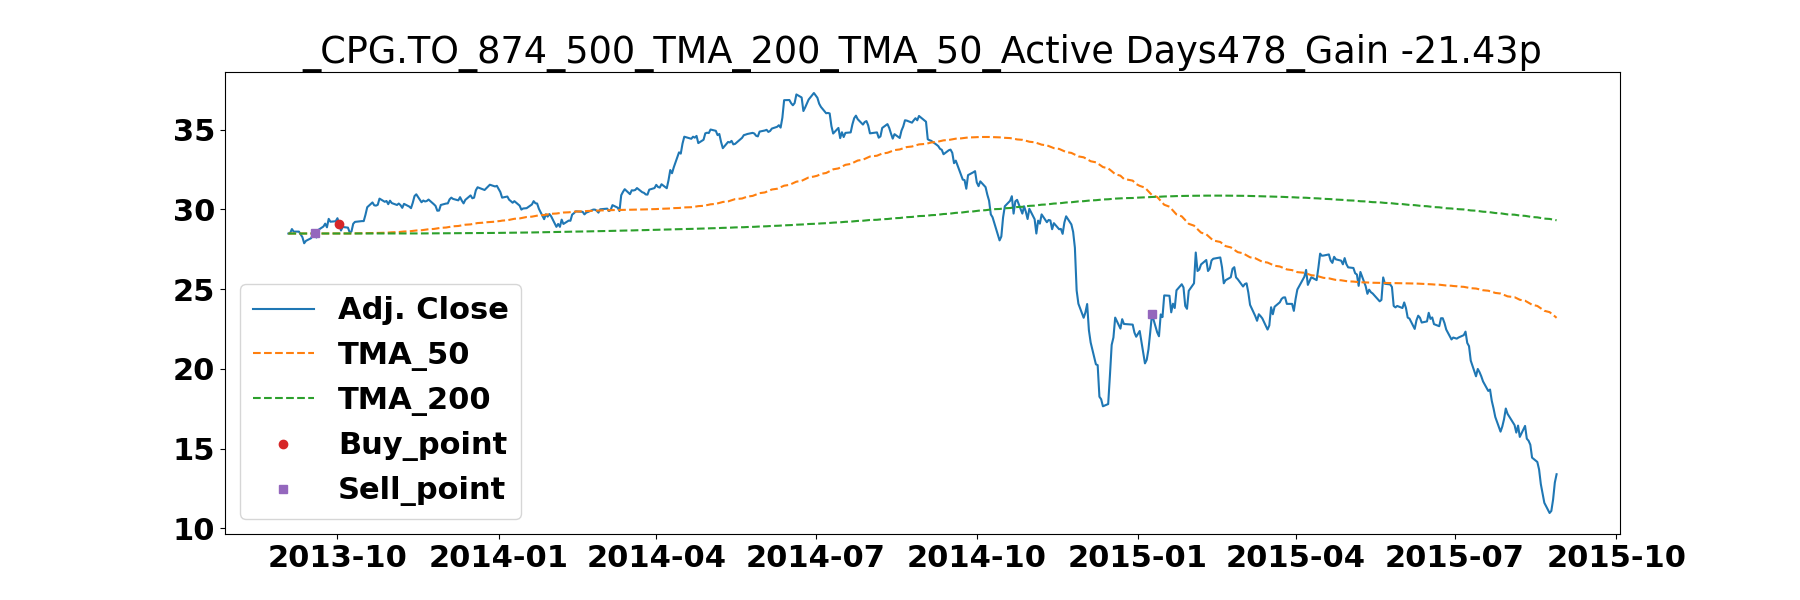 _CPG.TO_874_500_TMA_200_TMA_50_Active Days478_Gain -21.43p
35
30
25
20
15
10
Adj. Close
TMA_50
TMA_200
Buy_point
Sell_point
2013-10 2014-01 2014-04 2014-07 2014-10 2015-01 2015-04 2015-07 2015-10